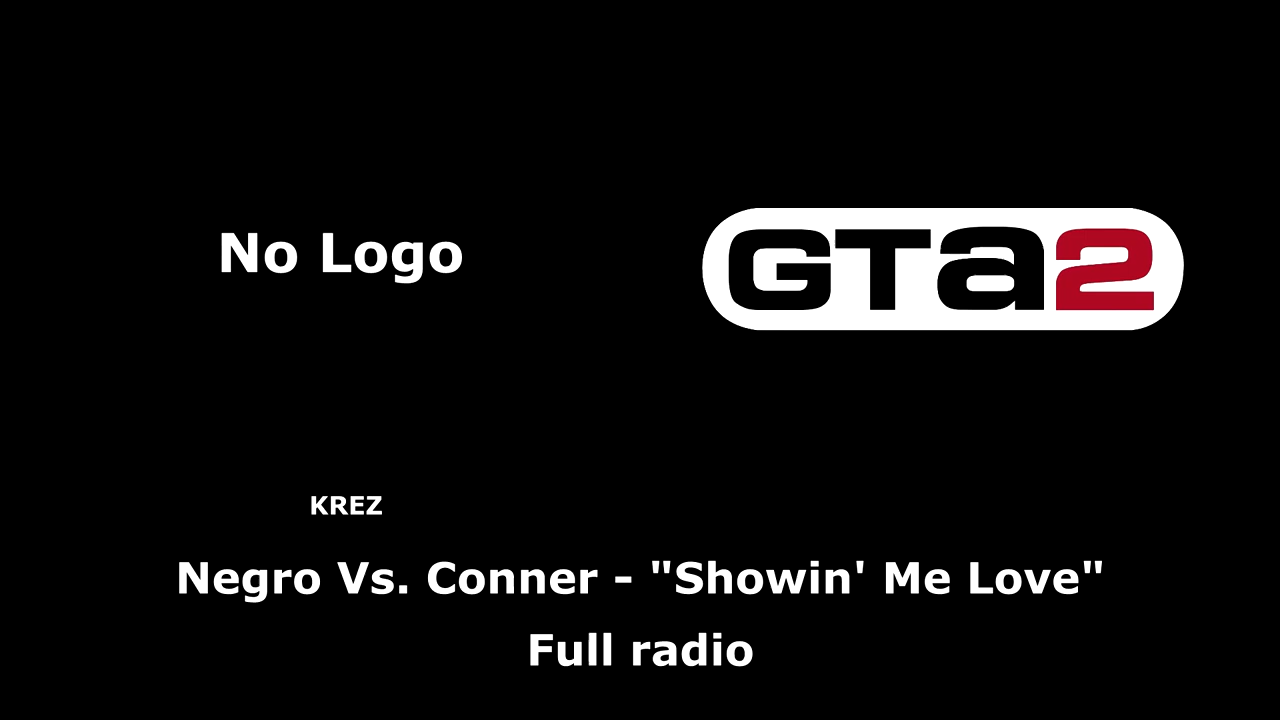 No Logo
GTA2
KREZ
Negro Vs. Conner - "Showin' Me Love"
Full radio